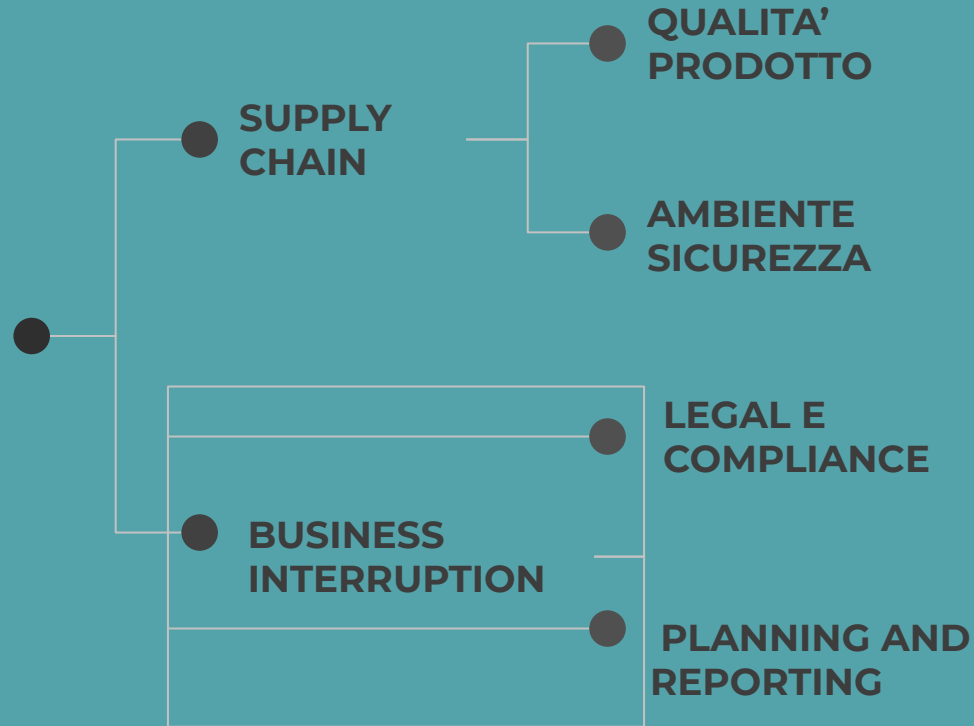 QUALITA’
PRODOTTO
SUPPLY
CHAIN
AMBIENTE
SICUREZZA
LEGAL E
COMPLIANCE
BUSINESS
INTERRUPTION
PLANNING AND
REPORTING